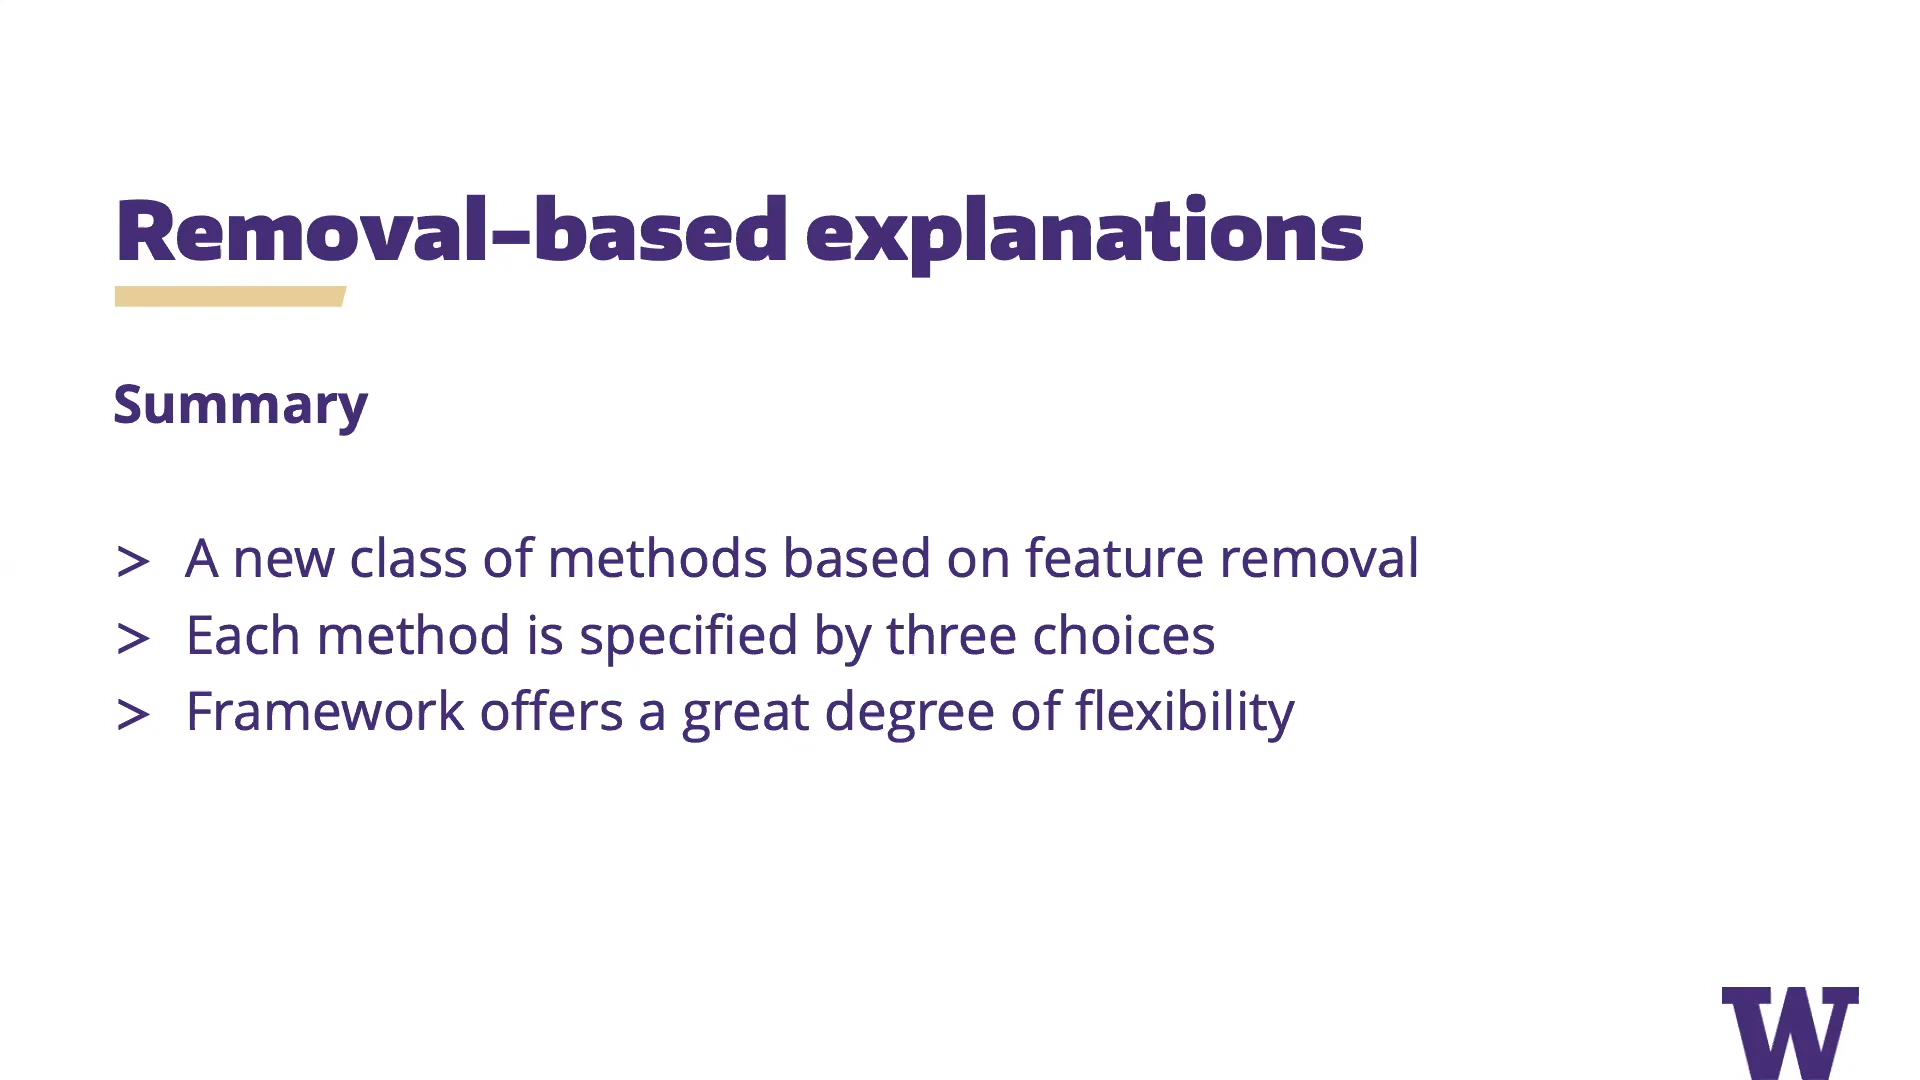 Removal-based explanations
Summary
> A new class of methods based on feature removal
> Each method is specified by three choices
> Framework offers a great degree of flexibility
W